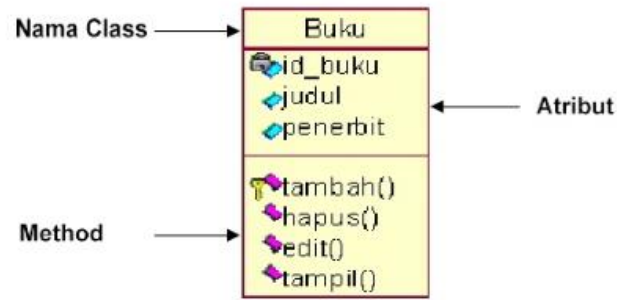 Nama Class
Buku
id_buku
judul
penerbit
Atribut
tambah()
hapus()
Method
edit()
tampil()